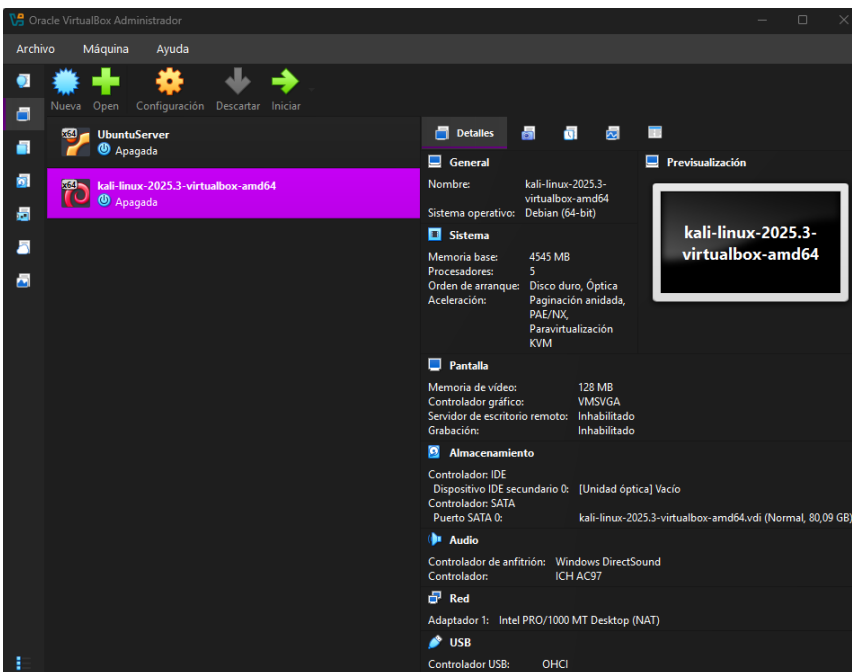 Oracle VirtualBox Administrador
Archivo Máquina Ayuda
Nueva Open Configuración Descartar Iniciar
x64 UbuntuServer
Apagada
x64 kali-linux-2025.3-virtualbox-amd64
Apagada
Detalles
General
Nombre: kali-linux-2025.3-
virtualbox-amd64
Sistema operativo: Debian (64-bit)
Sistema
Memoria base: 4545 MB
Procesadores: 5
Orden de arranque: Disco duro, Óptica
Aceleración: Paginación anidada,
PAE/NX,
Paravirtualización
KVM
Previsualización
kali-linux-2025.3-
virtualbox-amd64
Pantalla
Memoria de vídeo: 128 MB
Controlador gráfico: VMSVGA
Servidor de escritorio remoto: Inhabilitado
Grabación: Inhabilitado
Almacenamiento
Controlador: IDE
Dispositivo IDE secundario 0: [Unidad óptica] Vacío
Controlador: SATA
Puerto SATA 0: kali-linux-2025.3-virtualbox-amd64.vdi (Normal, 80,09 GB)
Audio
Controlador de anfitrión: Windows DirectSound
Controlador: ICH AC97
Red
Adaptador 1: Intel PRO/1000 MT Desktop (NAT)
USB
Controlador USB: OHCI